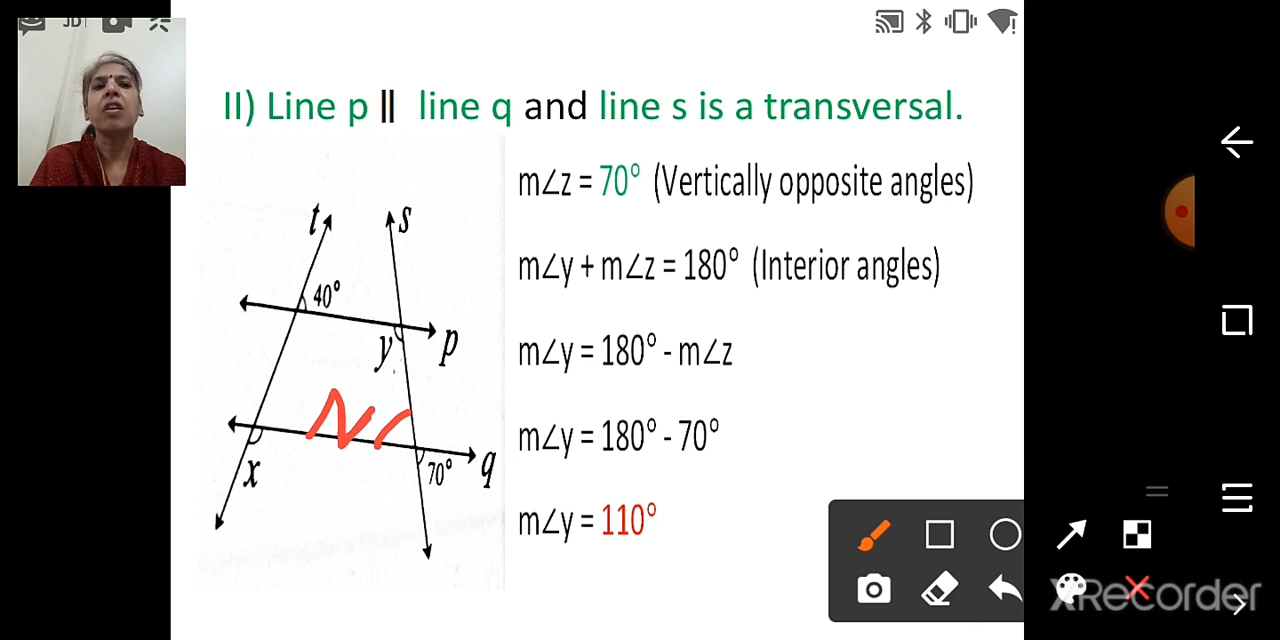 JD
II) Line p || line q and line s is a transversal.
m∠z = 70° (Vertically opposite angles)
m∠y + m∠z = 180° (Interior angles)
m∠y = 180° - m∠z
m∠y = 180° - 70°
m∠y = 110°
t
s
40°
y
p
x
70°
q
XRecorder